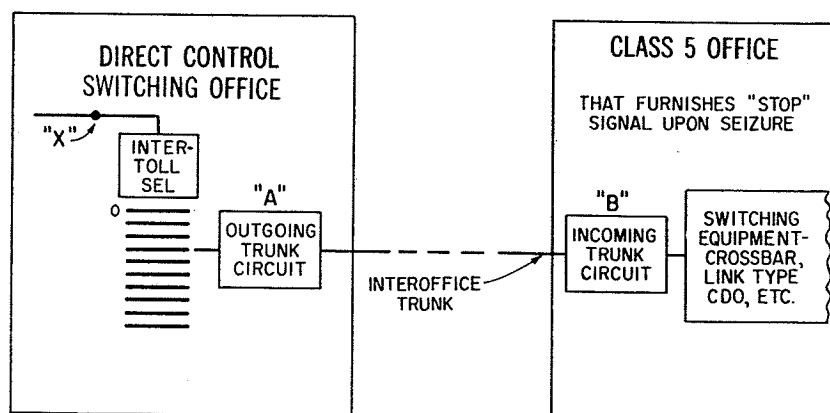 DIRECT CONTROL
SWITCHING OFFICE
"X"
INTER-
TOLL
SEL
0
"A"
OUTGOING
TRUNK
CIRCUIT
INTEROFFICE
TRUNK
CLASS 5 OFFICE
THAT FURNISHES "STOP"
SIGNAL UPON SEIZURE
"B"
INCOMING
TRUNK
CIRCUIT
SWITCHING
EQUIPMENT-
CROSSBAR,
LINK TYPE
CDO, ETC.